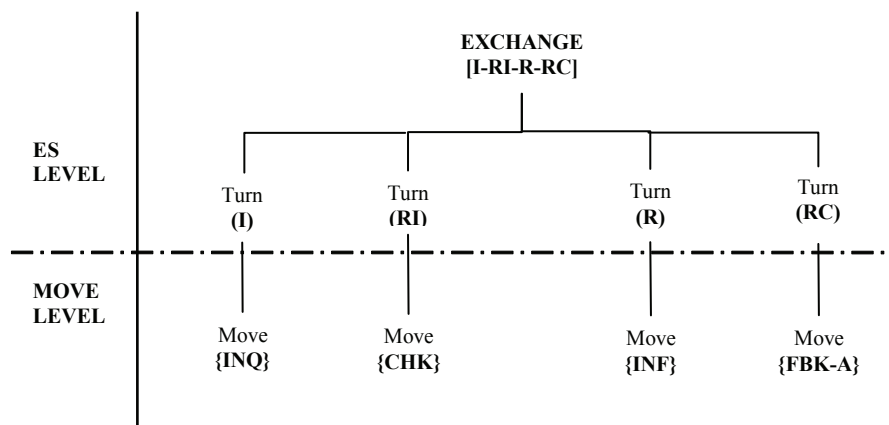 EXCHANGE
[I-RI-R-RC]
ES
LEVEL
Turn
(I)
Turn
(RI)
Turn
(R)
Turn
(RC)
MOVE
LEVEL
Move
{INQ}
Move
{CHK}
Move
{INF}
Move
{FBK-A}